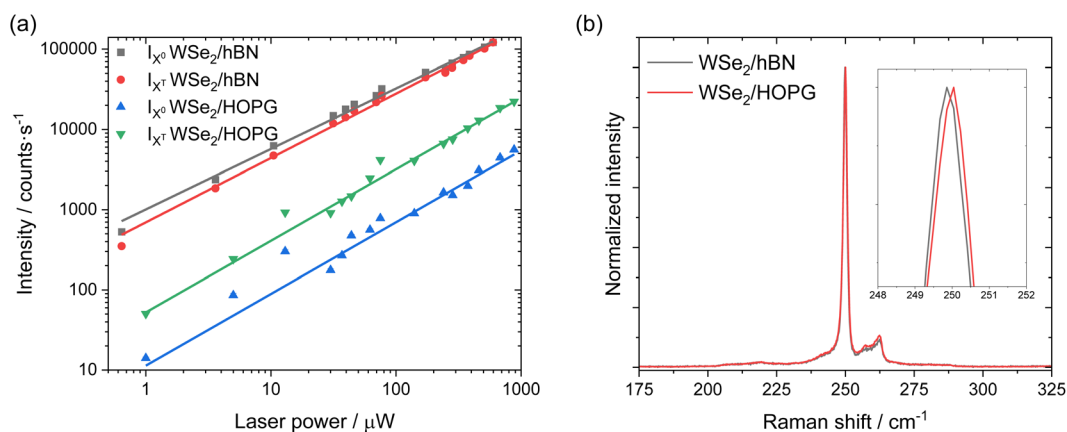 (a)
100000
10000
1000
100
10
Intensity / counts·s⁻¹
I_X⁰ WSe₂/hBN
I_Xᵀ WSe₂/hBN
I_X⁰ WSe₂/HOPG
I_Xᵀ WSe₂/HOPG
1 10 100 1000
Laser power / μW
(b)
Normalized intensity
WSe₂/hBN
WSe₂/HOPG
248 249 250 251 252
175 200 225 250 275 300 325
Raman shift / cm⁻¹